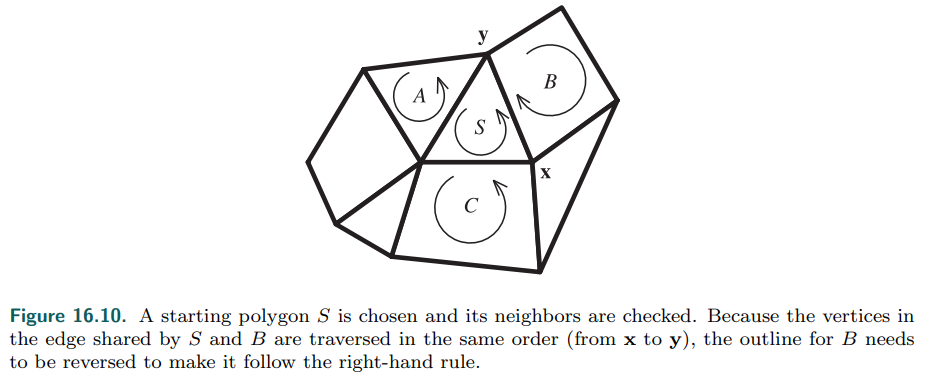 y
A
B
S
x
C
Figure 16.10. A starting polygon S is chosen and its neighbors are checked. Because the vertices in
the edge shared by S and B are traversed in the same order (from x to y), the outline for B needs
to be reversed to make it follow the right-hand rule.